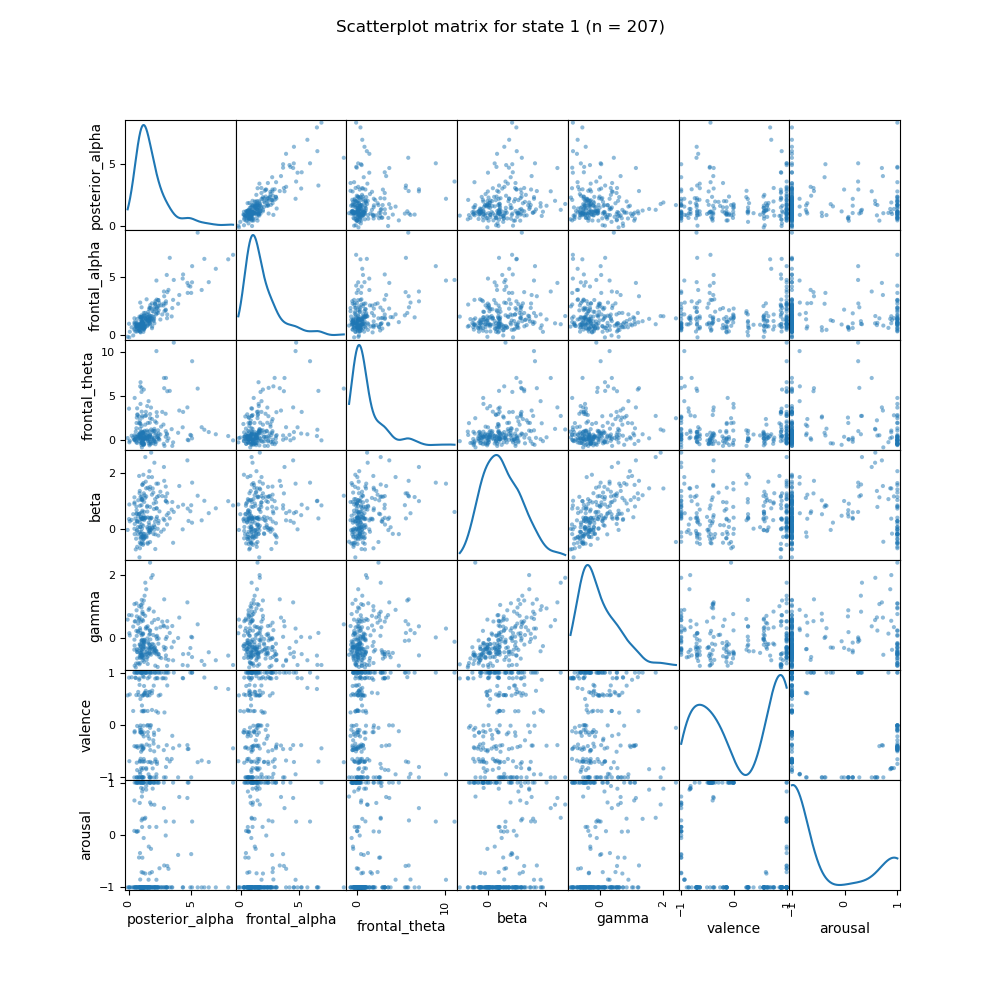 Scatterplot matrix for state 1 (n = 207)
posterior_alpha
5
0
frontal_alpha
5
0
frontal_theta
10
5
0
beta
2
0
gamma
2
0
valence
1
0
−1
arousal
1
0
−1
0
5
0
5
0
10
0
2
0
2
−1
0
1
−1
0
1
posterior_alpha
frontal_alpha
frontal_theta
beta
gamma
valence
arousal